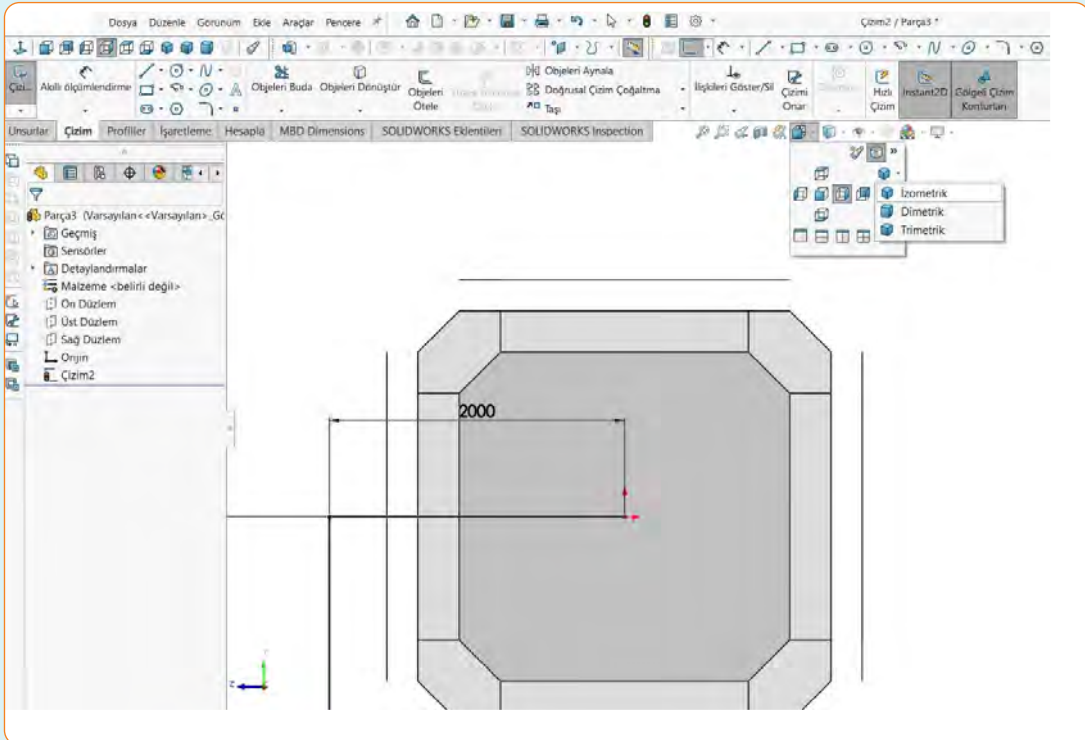 Dosya Düzenle Görünüm Ekle Araçlar Pencere
Çizim2 / Parça3 *
Çizi...
Akıllı ölçümlendirme
Objeleri Buda
Objeleri Dönüştür
Objeleri Ötele
Objeleri Aynala
Doğrusal Çizim Çoğaltma
Taşı
İlişkileri Göster/Sil
Çizimi Onar
Hızlı Çizim
Instant2D
Gölgeli Çizim Konturları
Unsurlar Çizim Profiller İşaretleme Hesapla MBD Dimensions SOLIDWORKS Eklentileri SOLIDWORKS Inspection
İzometrik
Dimetrik
Trimetrik
Parça3 (Varsayılan<<Varsayılan>_Gö
Geçmiş
Sensörler
Detaylandırmalar
Malzeme <belirli değil>
Ön Düzlem
Üst Düzlem
Sağ Düzlem
Orijin
Çizim2
2000
Z